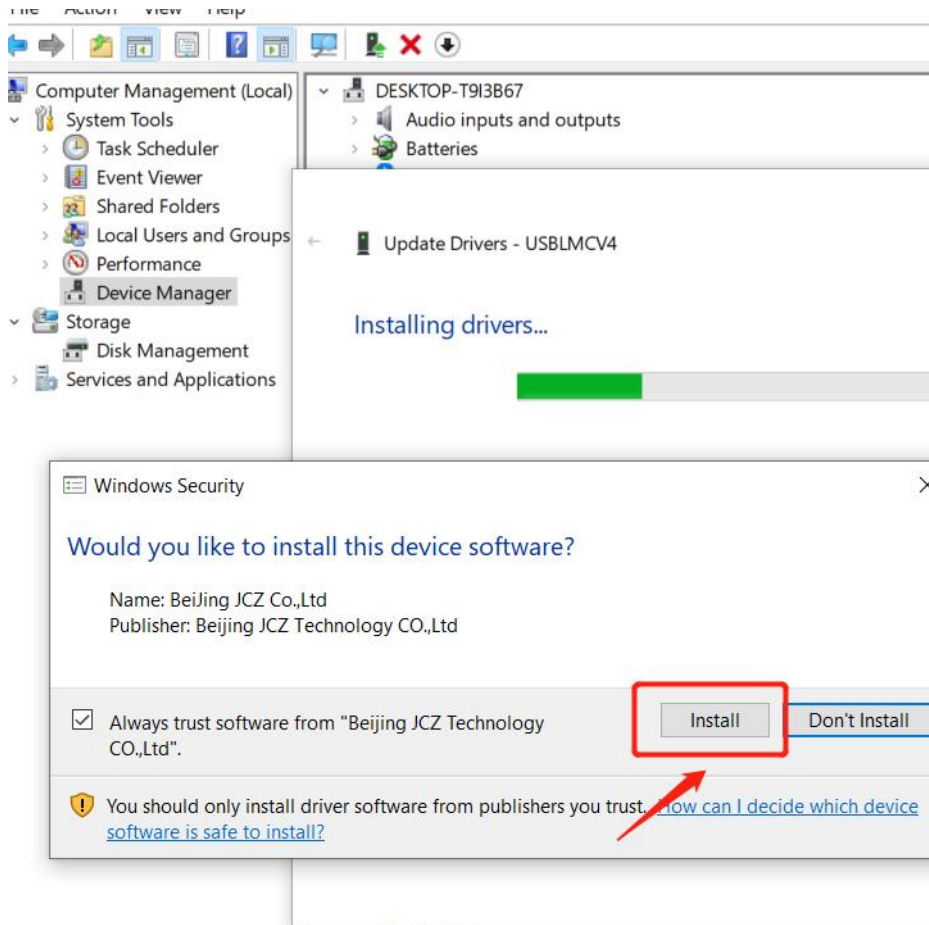 File Action View Help
Computer Management (Local)
System Tools
Task Scheduler
Event Viewer
Shared Folders
Local Users and Groups
Performance
Device Manager
Storage
Disk Management
Services and Applications
DESKTOP-T9I3B67
Audio inputs and outputs
Batteries
Update Drivers - USBLMCV4
Installing drivers...
Windows Security
Would you like to install this device software?
Name: BeiJing JCZ Co.,Ltd
Publisher: Beijing JCZ Technology CO.,Ltd
Always trust software from "Beijing JCZ Technology
CO.,Ltd".
Install
Don't Install
You should only install driver software from publishers you trust. How can I decide which device
software is safe to install?